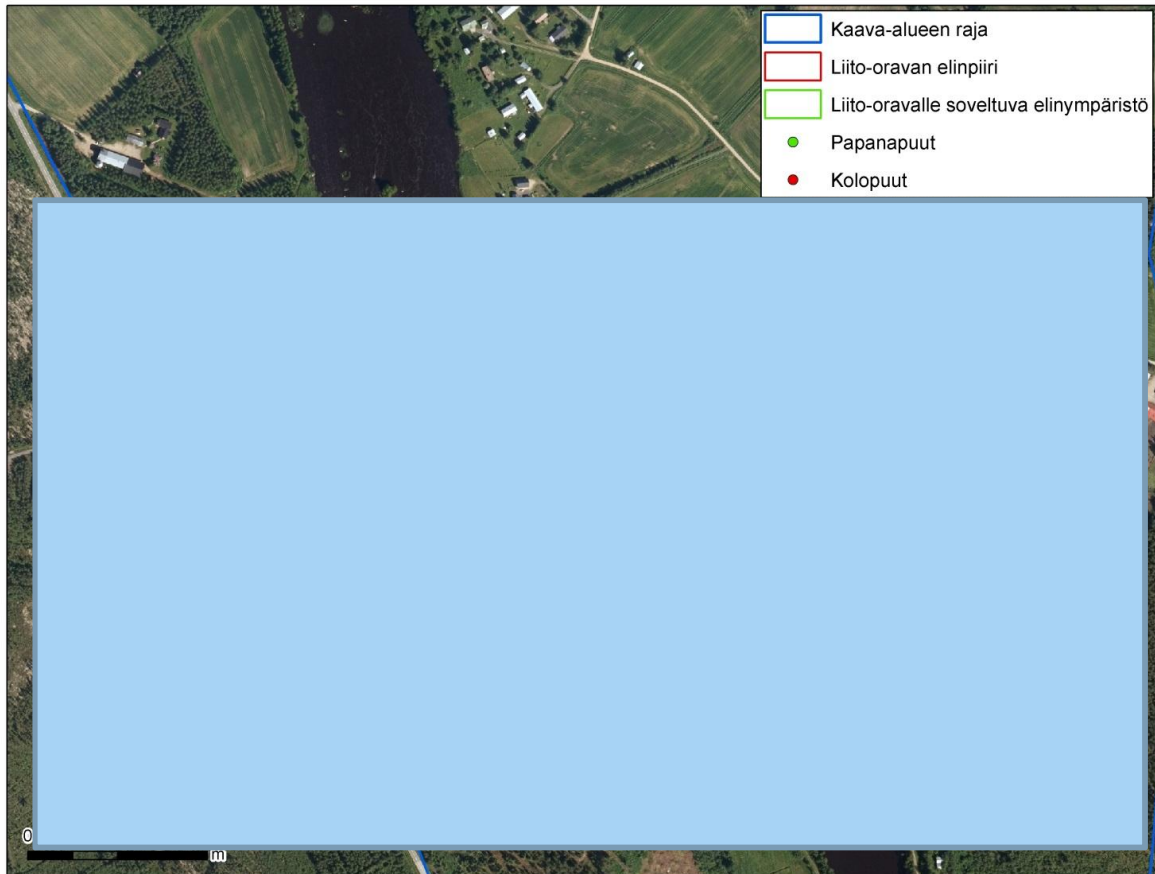 Kaava-alueen raja
Liito-oravan elinpiiri
Liito-oravalle soveltuva elinympäristö
Papanapuut
Kolopuut
0
m